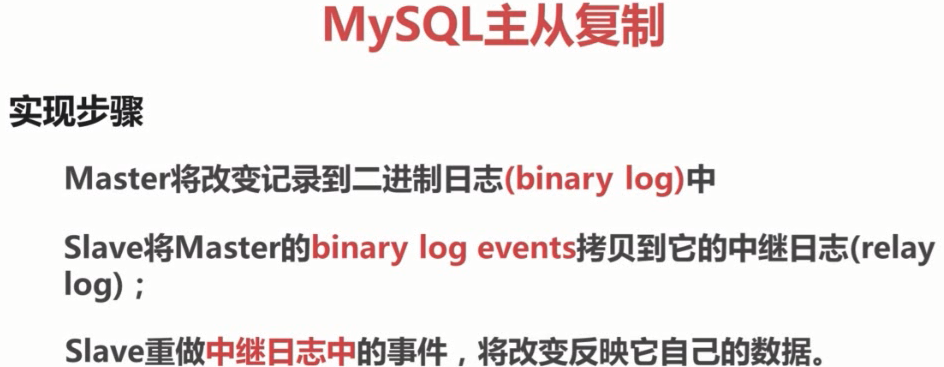 MySQL主从复制
实现步骤
Master将改变记录到二进制日志(binary log)中
Slave将Master的binary log events拷贝到它的中继日志(relay
log)；
Slave重做中继日志中的事件，将改变反映它自己的数据。